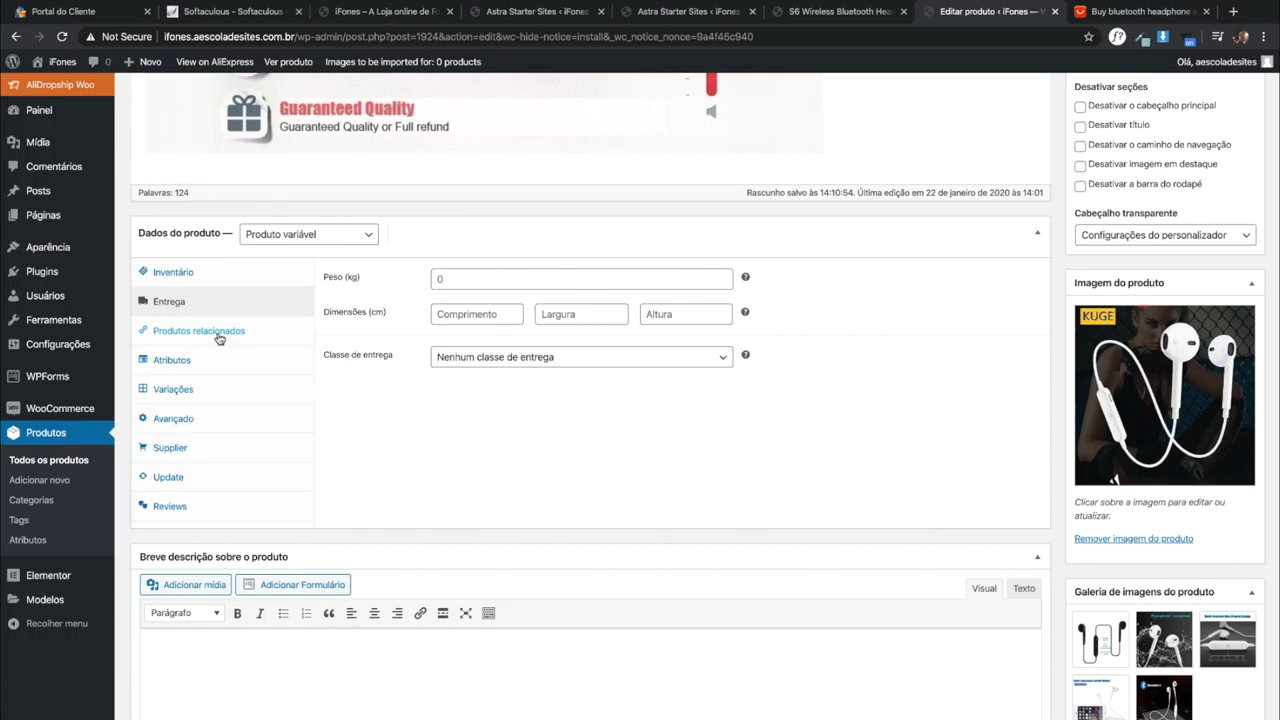 Portal do Cliente
Softaculous - Softaculous -
iFones – A Loja online de Fo
Astra Starter Sites ‹ iFones –
Astra Starter Sites ‹ iFones –
S6 Wireless Bluetooth Head
Editar produto ‹ iFones — W
Buy bluetooth headphone a
Not Secure
ifones.aescoladesites.com.br/wp-admin/post.php?post=1924&action=edit&wc-hide-notice=install&_wc_notice_nonce=9a4f45c940
iFones
0
Novo
View on AliExpress
Ver produto
Images to be imported for: 0 products
Olá, aescoladesites
AliDropship Woo
Painel
Mídia
Comentários
Posts
Páginas
Aparência
Plugins
Usuários
Ferramentas
Configurações
WPForms
WooCommerce
Produtos
Todos os produtos
Adicionar novo
Categorias
Tags
Atributos
Elementor
Modelos
Recolher menu
Guaranteed Quality
Guaranteed Quality or Full refund
Palavras: 124
Rascunho salvo às 14:10:54. Última edição em 22 de janeiro de 2020 às 14:01
Dados do produto —
Produto variável
Inventário
Entrega
Produtos relacionados
Atributos
Variações
Avançado
Supplier
Update
Reviews
Peso (kg)
0
Dimensões (cm)
Comprimento
Largura
Altura
Classe de entrega
Nenhum classe de entrega
Breve descrição sobre o produto
Adicionar mídia
Adicionar Formulário
Visual
Texto
Parágrafo
Desativar seções
Desativar o cabeçalho principal
Desativar título
Desativar o caminho de navegação
Desativar imagem em destaque
Desativar a barra do rodapé
Cabeçalho transparente
Configurações do personalizador
Imagem do produto
KUGE
Clicar sobre a imagem para editar ou
atualizar.
Remover imagem do produto
Galeria de imagens do produto